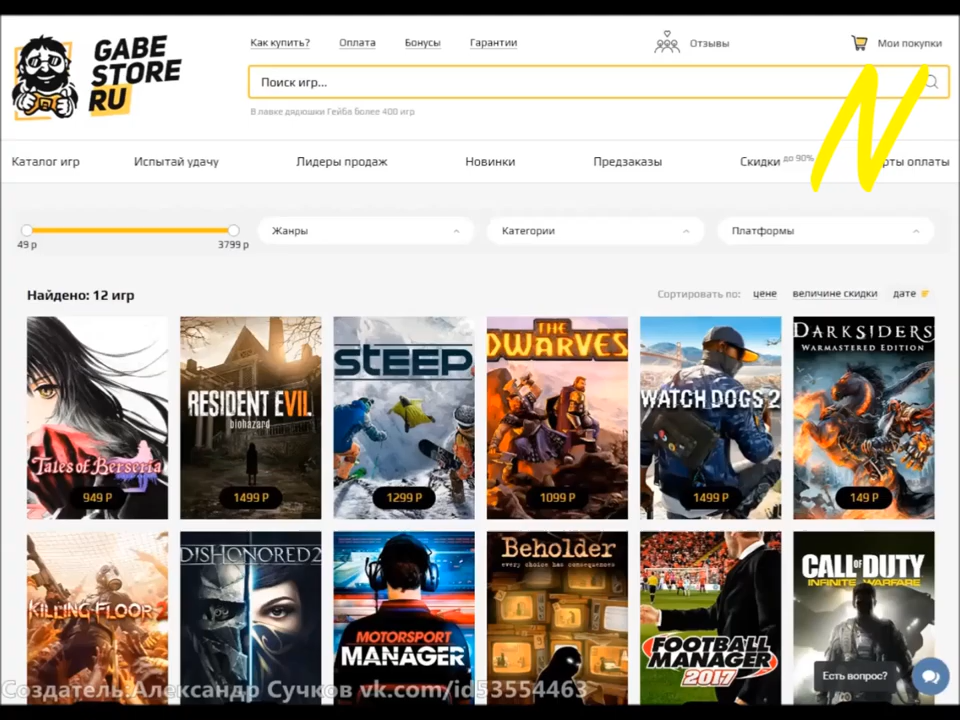 GABE
STORE
RU
Как купить?
Оплата
Бонусы
Гарантии
Отзывы
Мои покупки
Поиск игр...
В лавке дядюшки Гейба более 400 игр
N
Каталог игр
Испытай удачу
Лидеры продаж
Новинки
Предзаказы
Скидки до 90%
рты оплаты
49 р
3799 р
Жанры
Категории
Платформы
Найдено: 12 игр
Сортировать по: цене величине скидки дате
Tales of Berseria
949 Р
RESIDENT EVIL
biohazard
1499 Р
STEEP
1299 Р
THE
DWARVES
1099 Р
WATCH DOGS 2
1499 Р
DARKSIDERS
WARMASTERED EDITION
149 Р
KILLING FLOOR
DISHONORED 2
MOTORSPORT
MANAGER
Beholder
every choice has consequences
FOOTBALL
MANAGER
2017
CALL OF DUTY
INFINITE WARFARE
Есть вопрос?
Создатель:Александр Сучков vk.com/id53554463